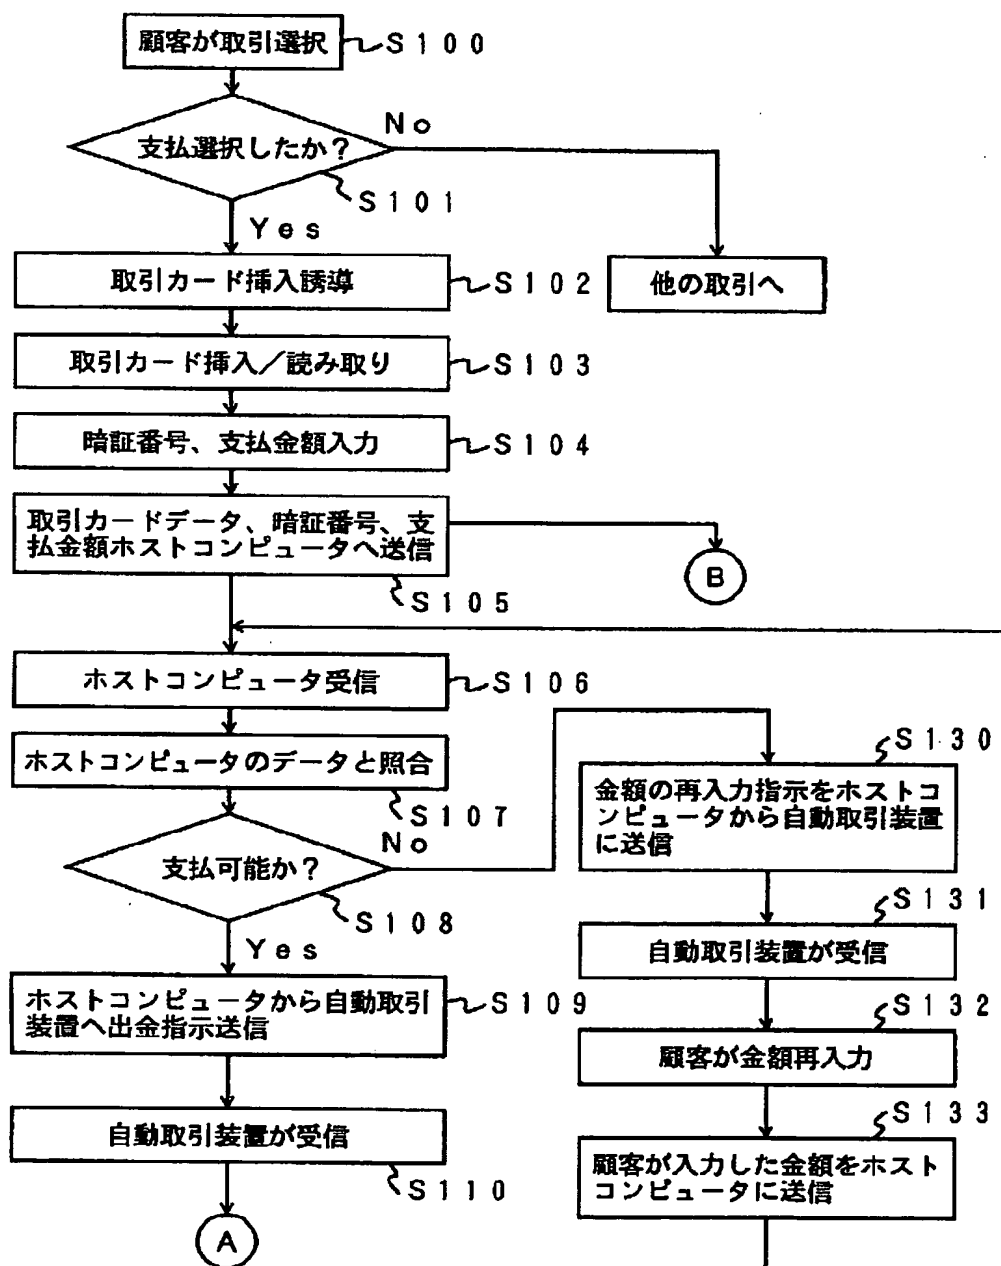 顧客が取引選択
S100
支払選択したか？
No
S101
Yes
取引カード挿入誘導
S102
他の取引へ
取引カード挿入／読み取り
S103
暗証番号、支払金額入力
S104
取引カードデータ、暗証番号、支
払金額ホストコンピュータへ送信
S105
B
ホストコンピュータ受信
S106
ホストコンピュータのデータと照合
S107
支払可能か？
No
S108
Yes
ホストコンピュータから自動取引
装置へ出金指示送信
S109
自動取引装置が受信
S110
A
S130
金額の再入力指示をホストコ
ンピュータから自動取引装置
に送信
S131
自動取引装置が受信
S132
顧客が金額再入力
S133
顧客が入力した金額をホスト
コンピュータに送信